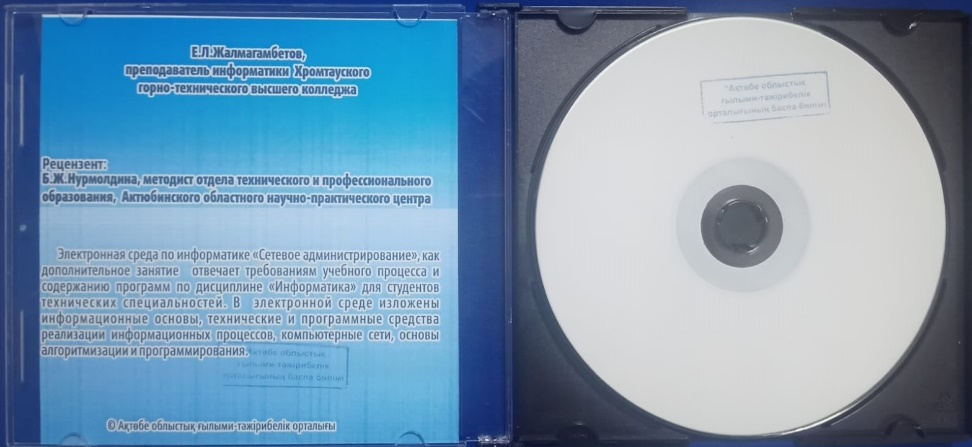 Е.Л.Жалмагамбетов,
преподаватель информатики Хромтауского
горно-технического высшего колледжа
Рецензент:
Б.Ж.Нурмолдина, методист отдела технического и профессионального
образования, Актюбинского областного научно-практического центра
Электронная среда по информатике «Сетевое администрирование», как
дополнительное занятие отвечает требованиям учебного процесса и
содержанию программ по дисциплине «Информатика» для студентов
технических специальностей. В электронной среде изложены
информационные основы, технические и программные средства
реализации информационных процессов, компьютерные сети, основы
алгоритмизации и программирования.
"Ақтөбе облыстық
ғылыми-тәжірибелік
орталығының баспа бөлімі
© Ақтөбе облыстық ғылыми-тәжірибелік орталығы
"Ақтөбе облыстық
ғылыми-тәжірибелік
орталығының баспа бөлімі